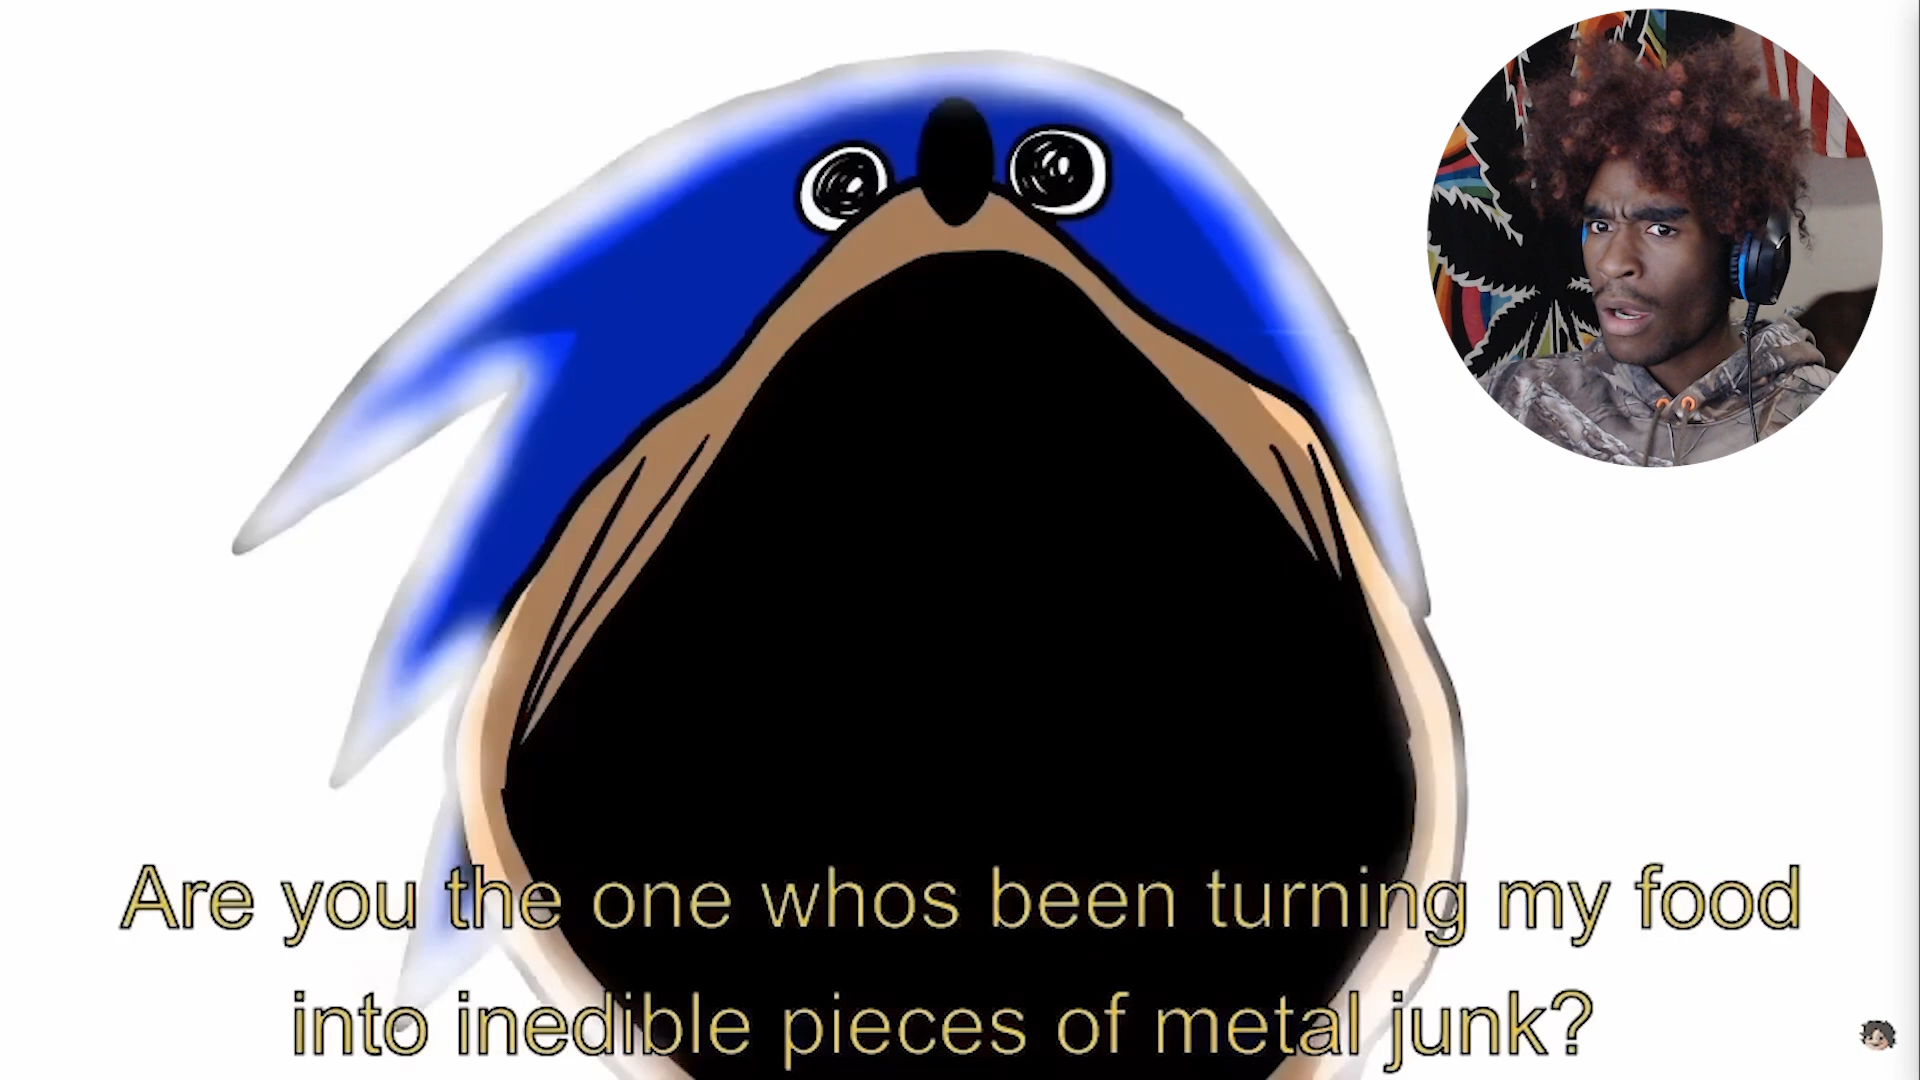 Are you the one whos been turning my food
into inedible pieces of metal junk?